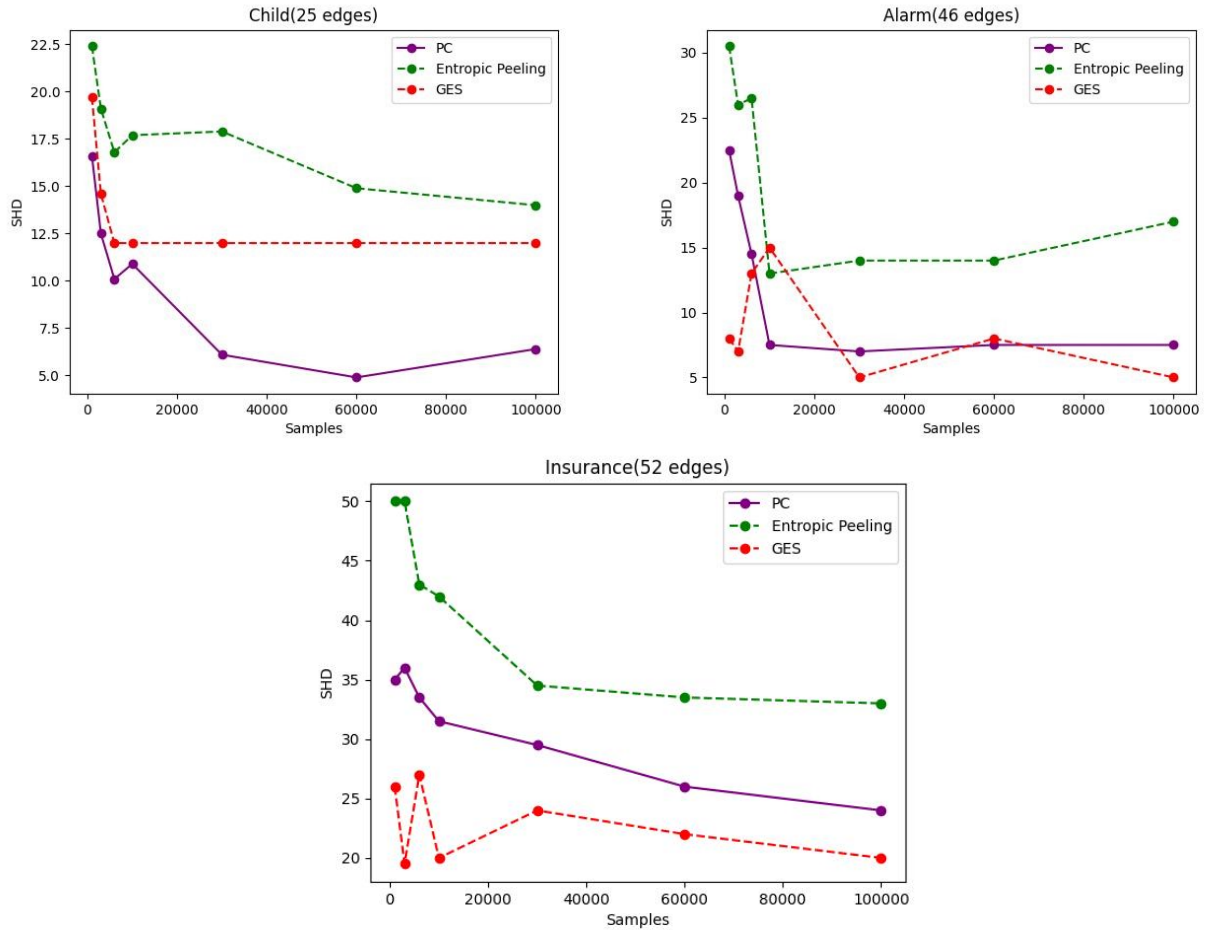 Child(25 edges)
22.5
20.0
17.5
15.0
12.5
10.0
7.5
5.0
SHD
PC
Entropic Peeling
GES
0 20000 40000 60000 80000 100000
Samples
Alarm(46 edges)
30
25
20
15
10
5
SHD
PC
Entropic Peeling
GES
0 20000 40000 60000 80000 100000
Samples
Insurance(52 edges)
50
45
40
35
30
25
20
SHD
PC
Entropic Peeling
GES
0 20000 40000 60000 80000 100000
Samples